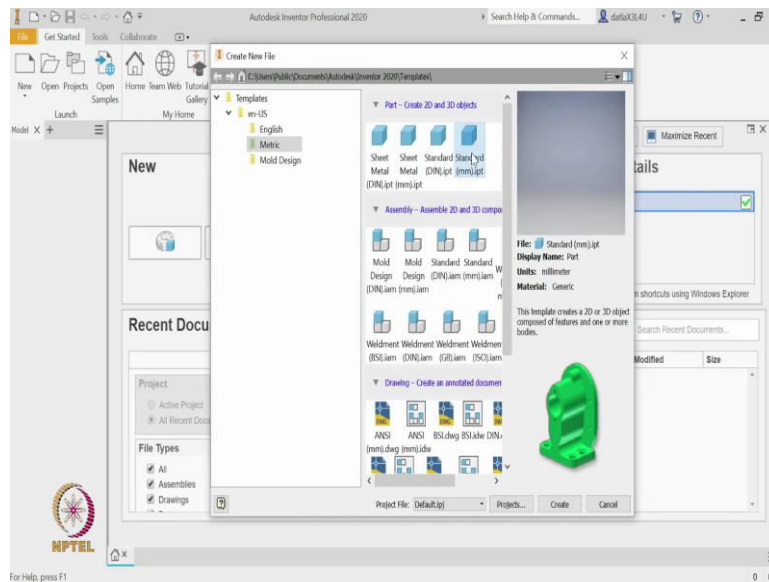 Autodesk Inventor Professional 2020
Search Help & Commands...
datlaX3L4U
File
Get Started
Tools
Collaborate
New
Open
Projects
Open Samples
Home
Team Web
Tutorial Gallery
Launch
My Home
Model
New
Maximize
Recent
Recent Docu
Project
Active Project
All Recent Docu
File Types
All
Assemblies
Drawings
tails
n shortcuts using Windows Explorer
Search Recent Documents...
Modified
Size
Create New File
C:\Users\Public\Documents\Autodesk\Inventor 2020\Templates\
Templates
en-US
English
Metric
Mold Design
Part – Create 2D and 3D objects
Sheet Metal (DIN).ipt
Sheet Metal (mm).ipt
Standard (DIN).ipt
Standard (mm).ipt
Assembly – Assemble 2D and 3D compo
Mold Design (DIN).iam
Mold Design (mm).iam
Standard (DIN).iam
Standard (mm).iam
Weldment (BSI).iam
Weldment (DIN).iam
Weldment (GB).iam
Weldmen (ISO).iam
Drawing – Create an annotated documen
ANSI (mm).dwg
ANSI (mm).idw
BSI.dwg
BSI.idw
DIN.
File: Standard (mm).ipt
Display Name: Part
Units: millimeter
Material: Generic
This template creates a 2D or 3D object
composed of features and one or more
bodies.
Project File: Default.ipj
Projects...
Create
Cancel
NPTEL
For Help, press F1
0